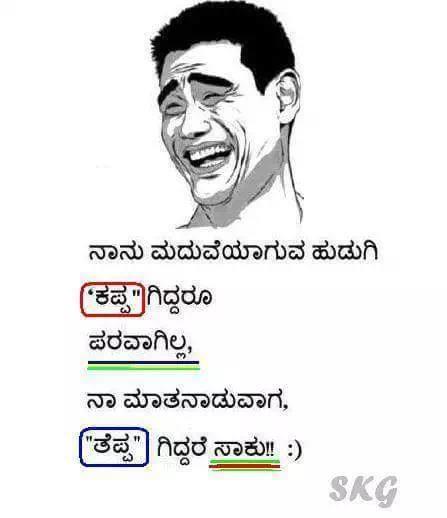 ನಾನು ಮದುವೆಯಾಗುವ ಹುಡುಗಿ
‘ಕಪ್ಪ"ಗಿದ್ದರೂ
ಪರವಾಗಿಲ್ಲ,
ನಾ ಮಾತನಾಡುವಾಗ,
"ತೆಪ್ಪ" ಗಿದ್ದರೆ ಸಾಕು!! :)
SKG